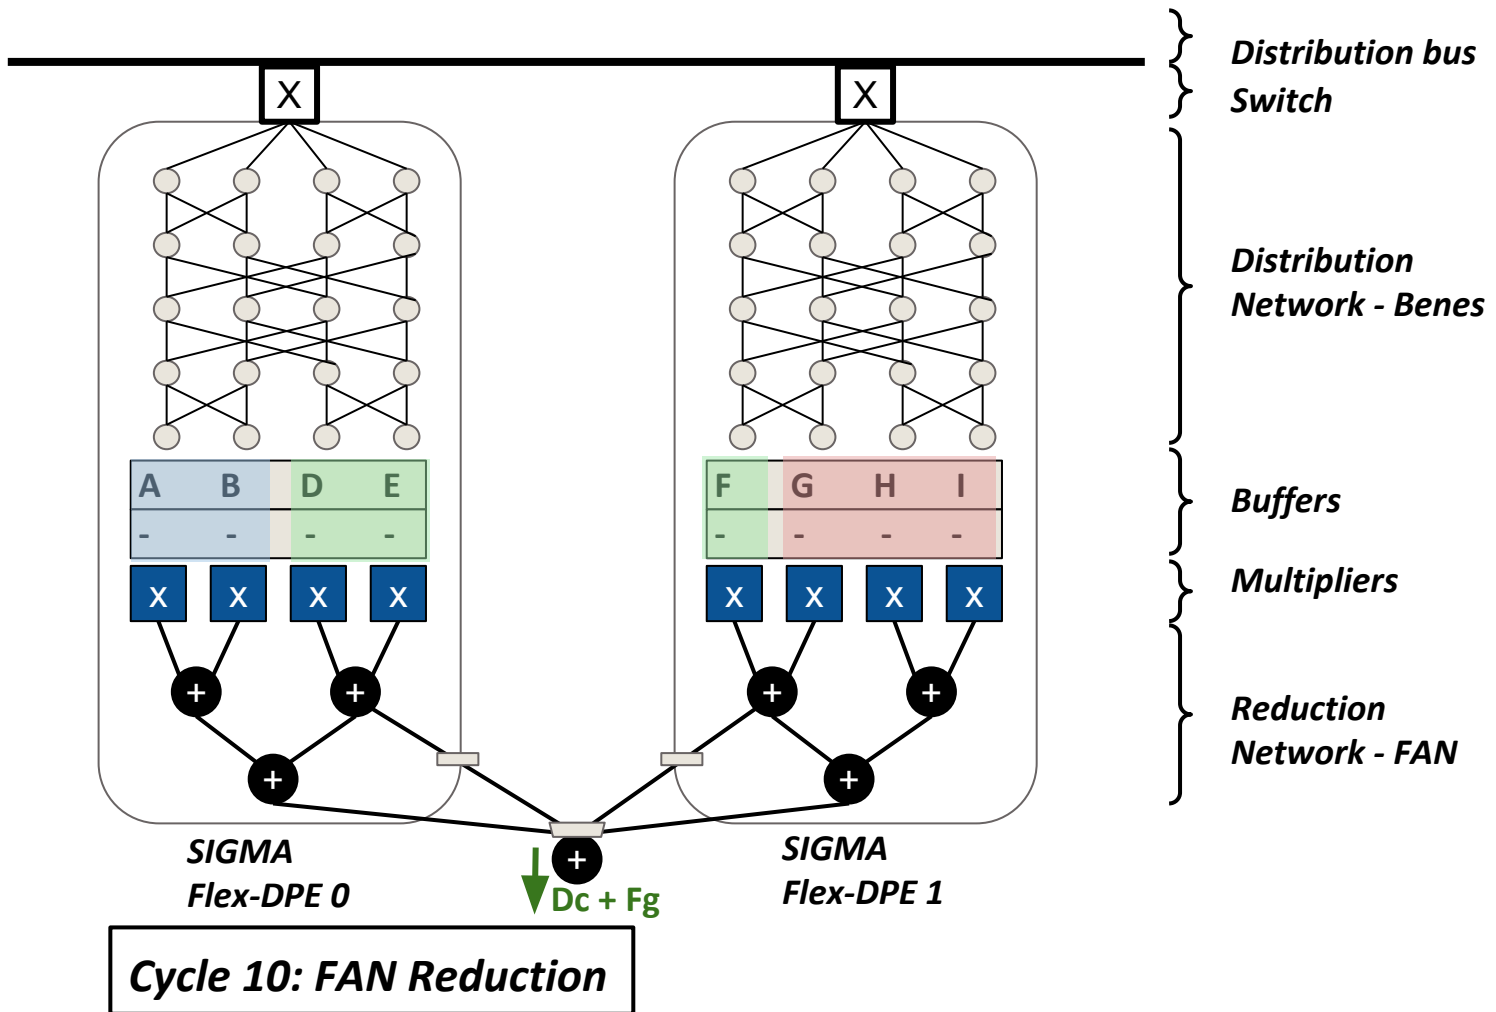 Distribution bus
X X Switch
Distribution
Network - Benes
A B D E F G H I
Buffers
- - - - - - - -
x x x x x x x x
Multipliers
+ + + +
Reduction
Network - FAN
+ +
SIGMA
Flex-DPE 0
+
Dc + Fg
SIGMA
Flex-DPE 1
Cycle 10: FAN Reduction